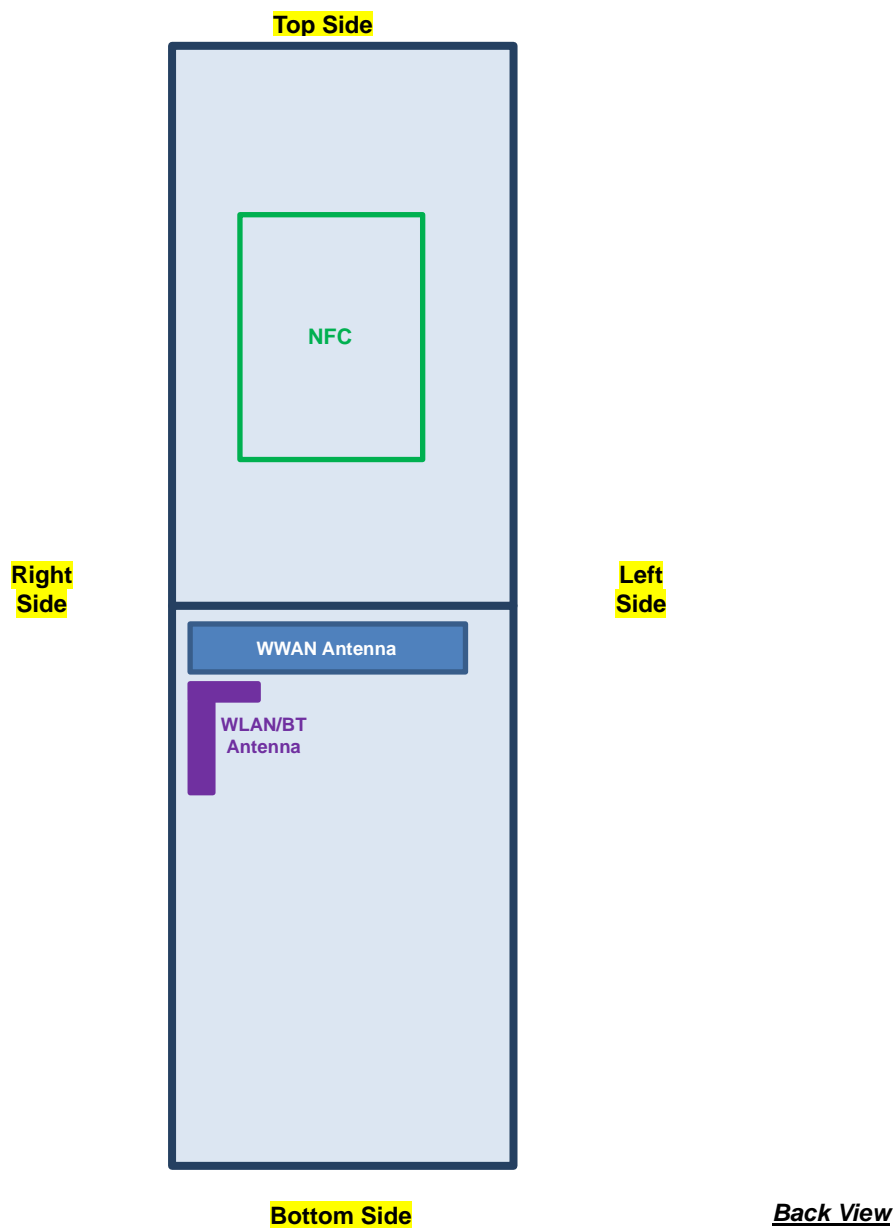 Top Side
NFC
Right
Side
Left
Side
WWAN Antenna
WLAN/BT
Antenna
Bottom Side
Back View